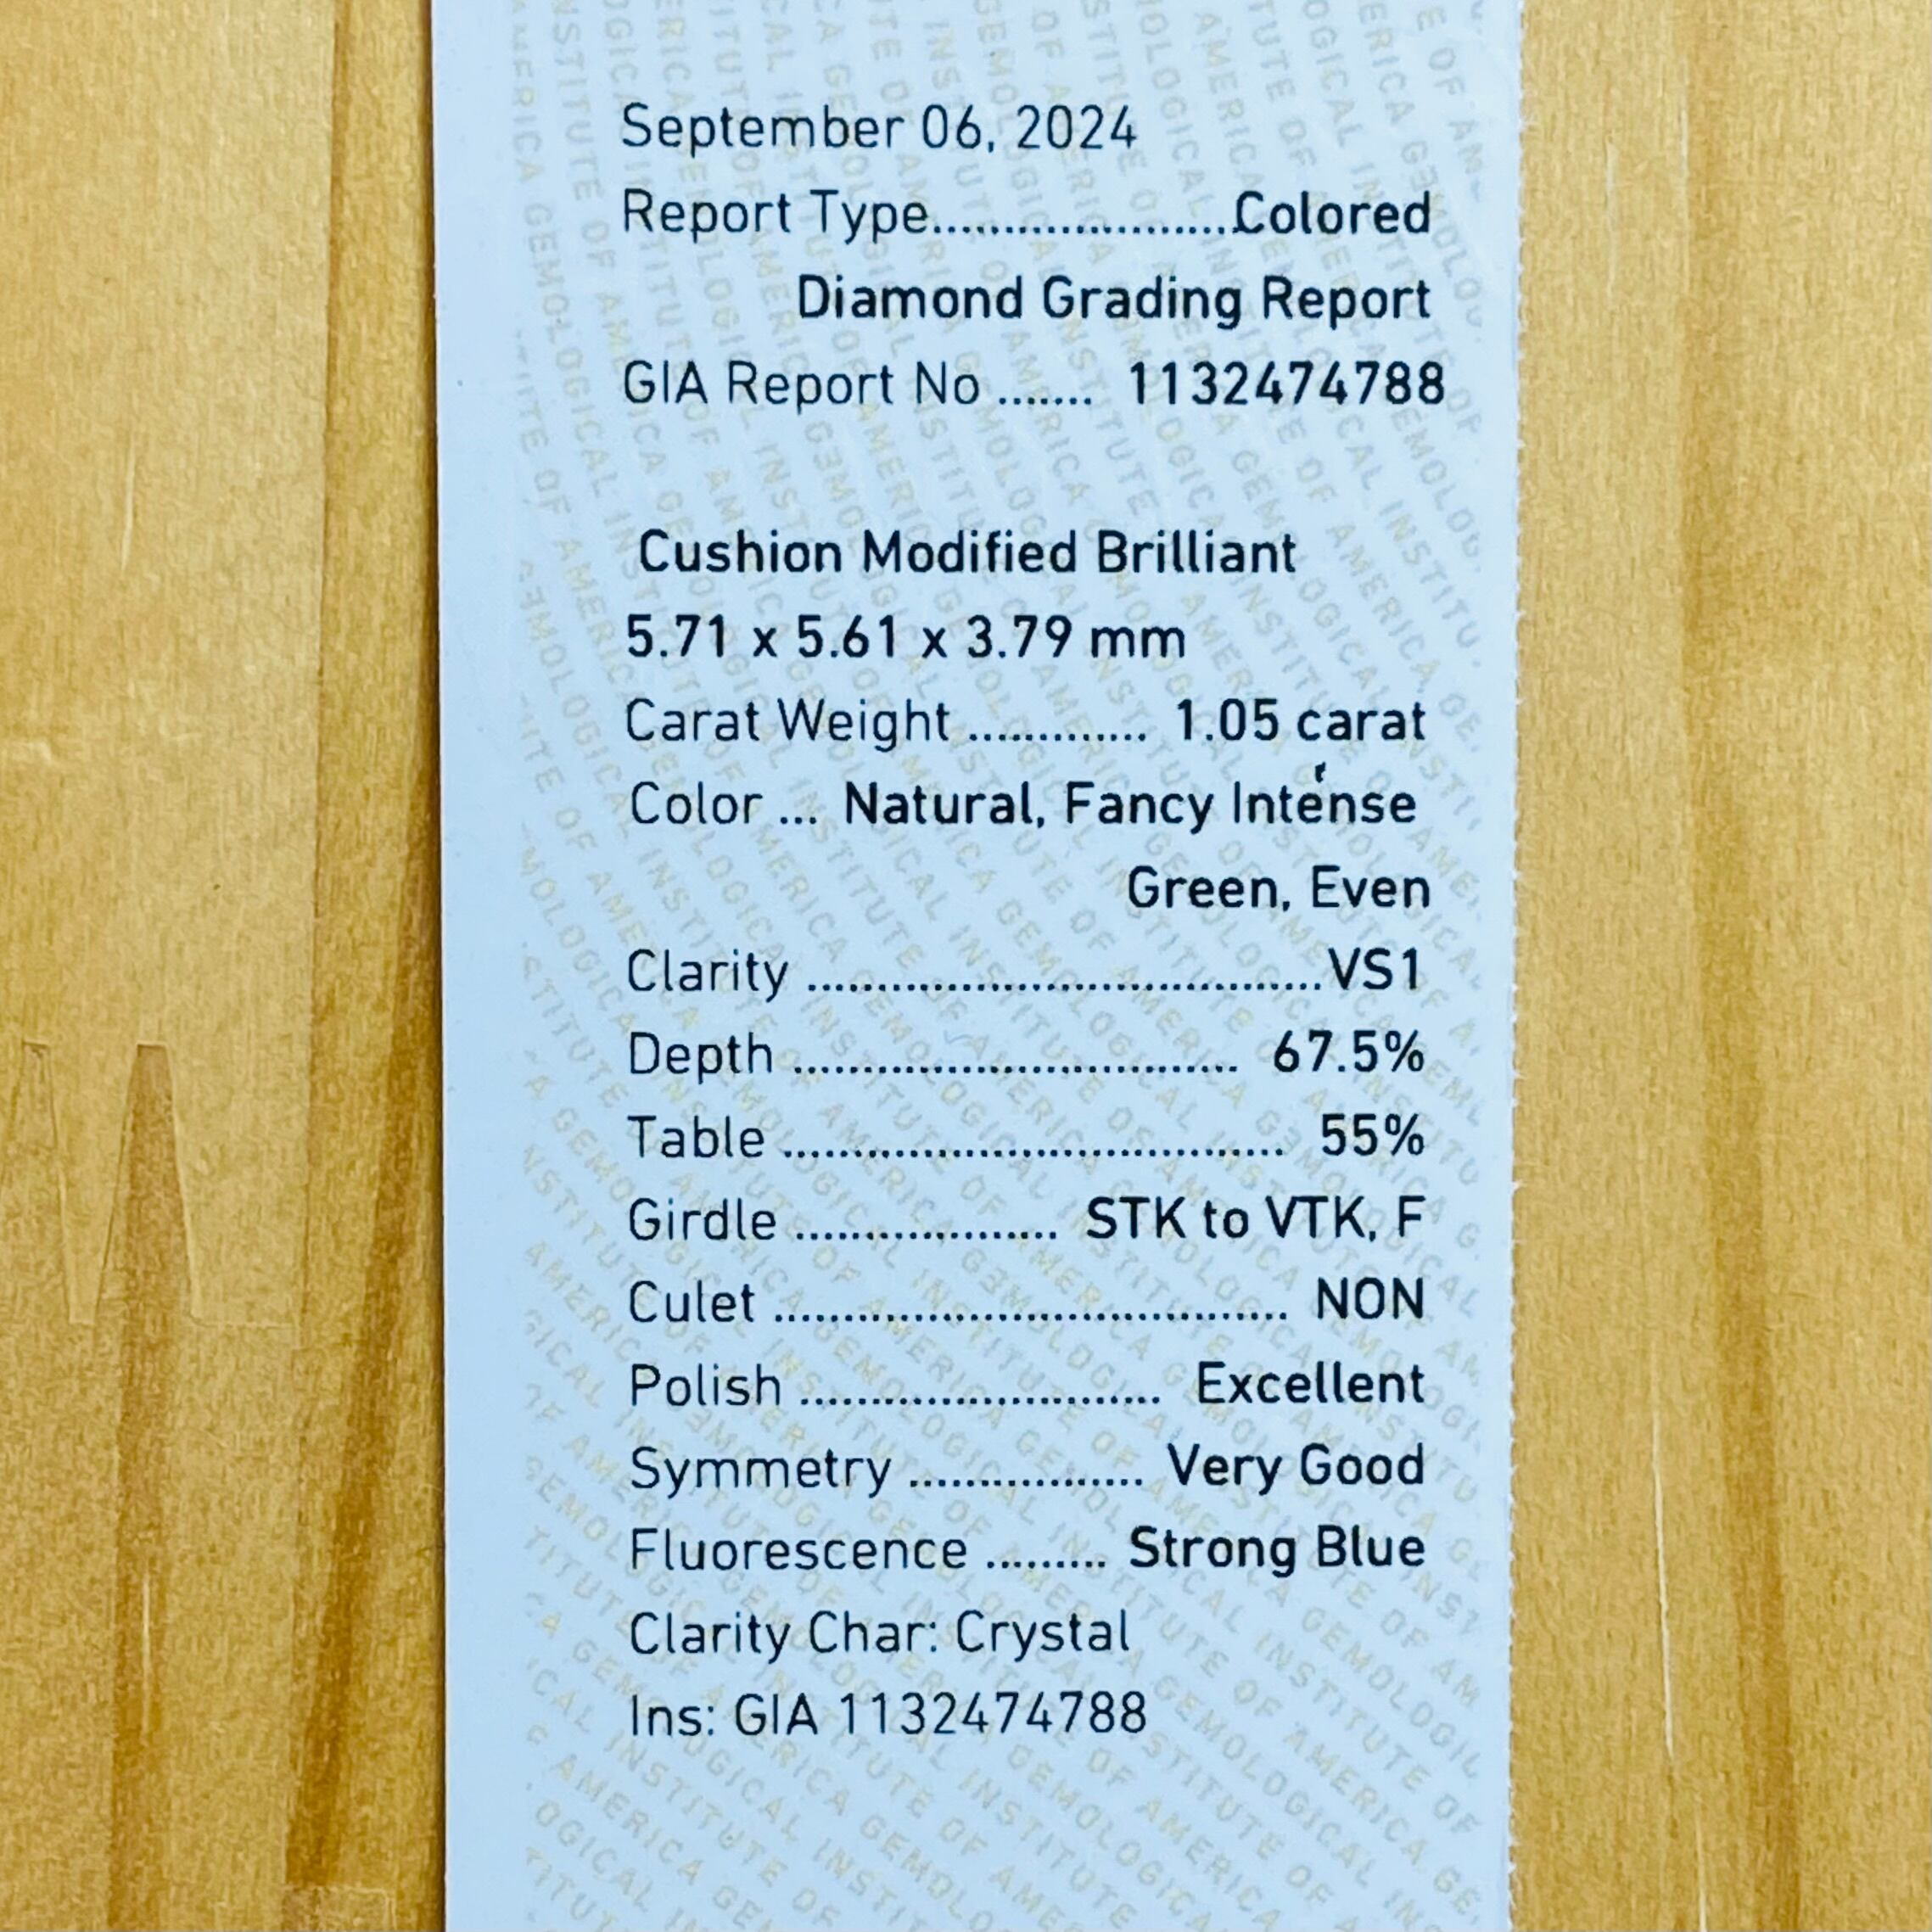 September 06, 2024
Report Type......................Colored
Diamond Grading Report
GIA Report No ....... 1132474788
Cushion Modified Brilliant
5.71 x 5.61 x 3.79 mm
Carat Weight ............. 1.05 carat
Color ... Natural, Fancy Intense
Green, Even
Clarity ......................................VS1
Depth ................................. 67.5%
Table ..................................... 55%
Girdle ................... STK to VTK, F
Culet ...................................... NON
Polish .......................... Excellent
Symmetry ................. Very Good
Fluorescence ......... Strong Blue
Clarity Char: Crystal
Ins: GIA 1132474788